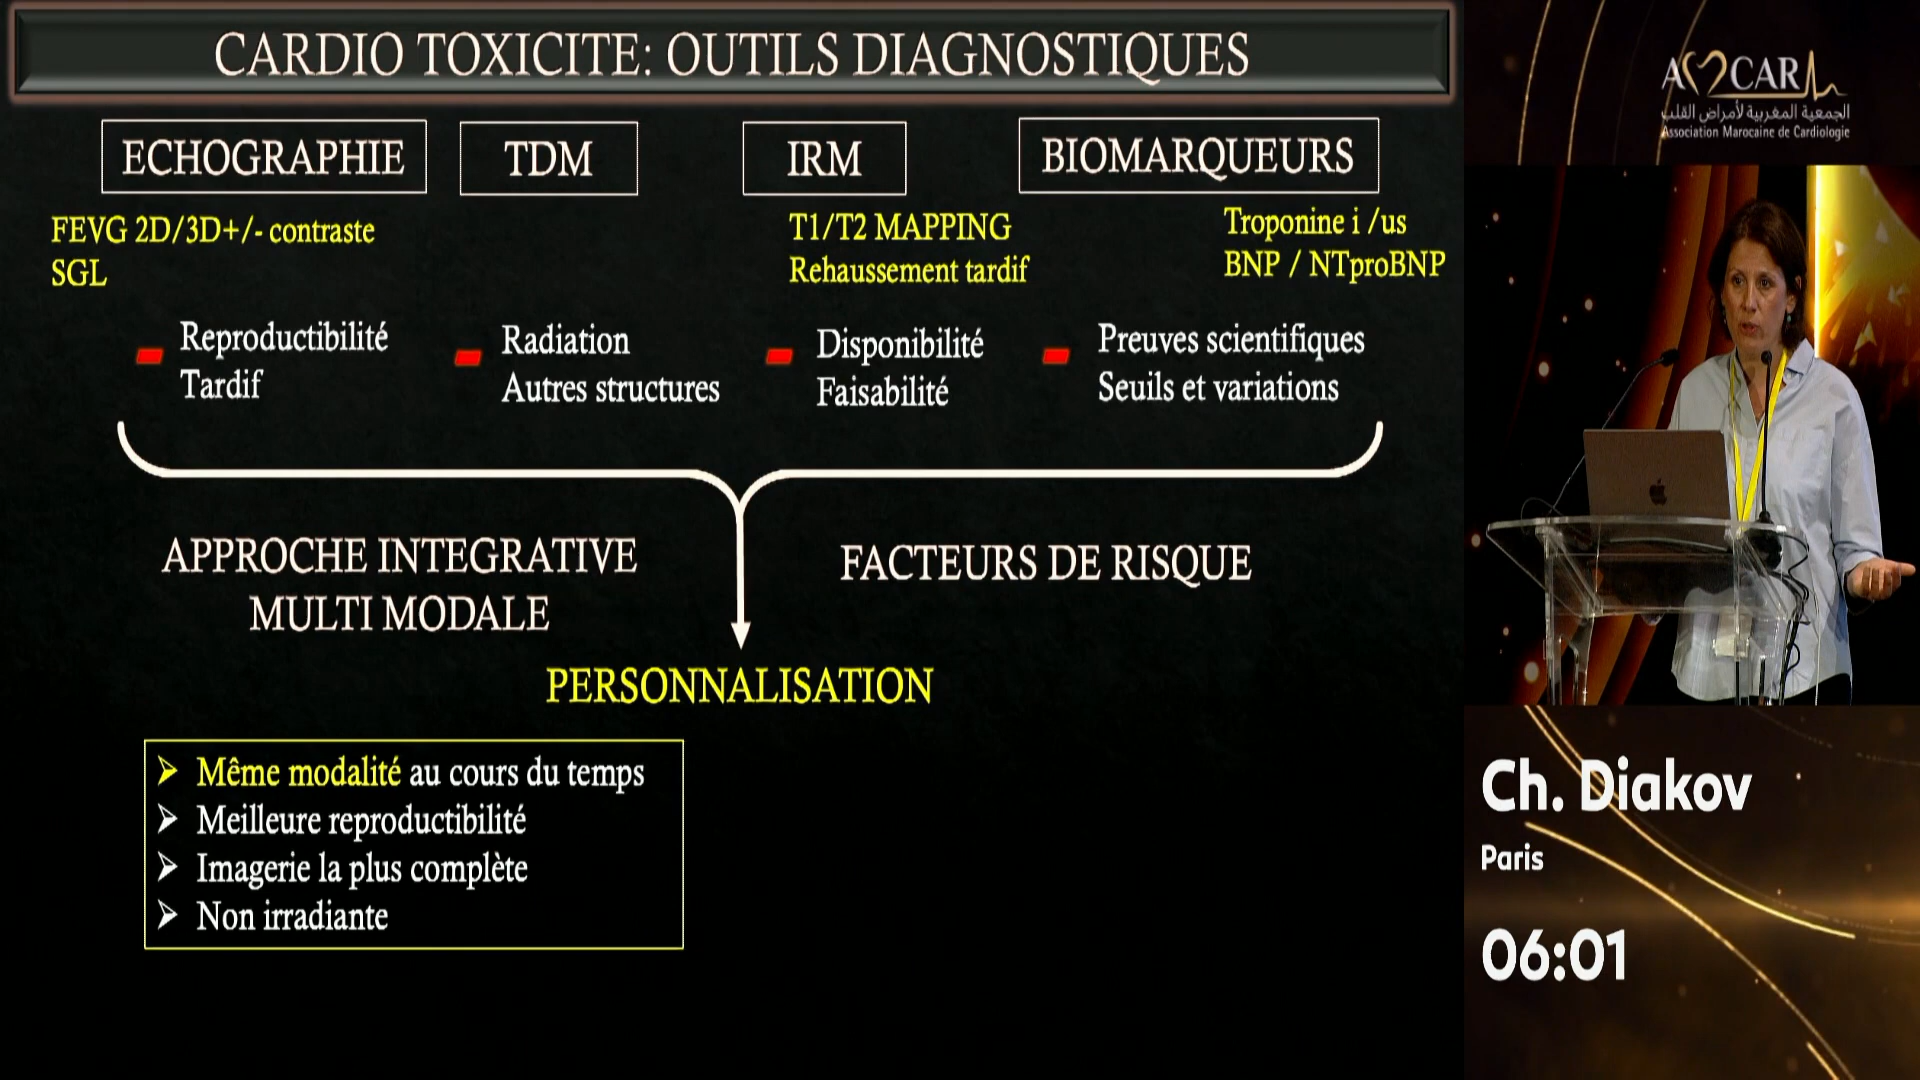 CARDIO TOXICITE: OUTILS DIAGNOSTIQUES
ECHOGRAPHIE
TDM
IRM
BIOMARQUEURS
FEVG 2D/3D+/- contraste
SGL
T1/T2 MAPPING
Rehaussement tardif
Troponine i /us
BNP / NTproBNP
Reproductibilité
Tardif
Radiation
Autres structures
Disponibilité
Faisabilité
Preuves scientifiques
Seuils et variations
APPROCHE INTEGRATIVE
MULTI MODALE
FACTEURS DE RISQUE
PERSONNALISATION
Même modalité au cours du temps
Meilleure reproductibilité
Imagerie la plus complète
Non irradiante
AMCAR
الجمعية المغربية لأمراض القلب
Association Marocaine de Cardiologie
Ch. Diakov
Paris
06:01